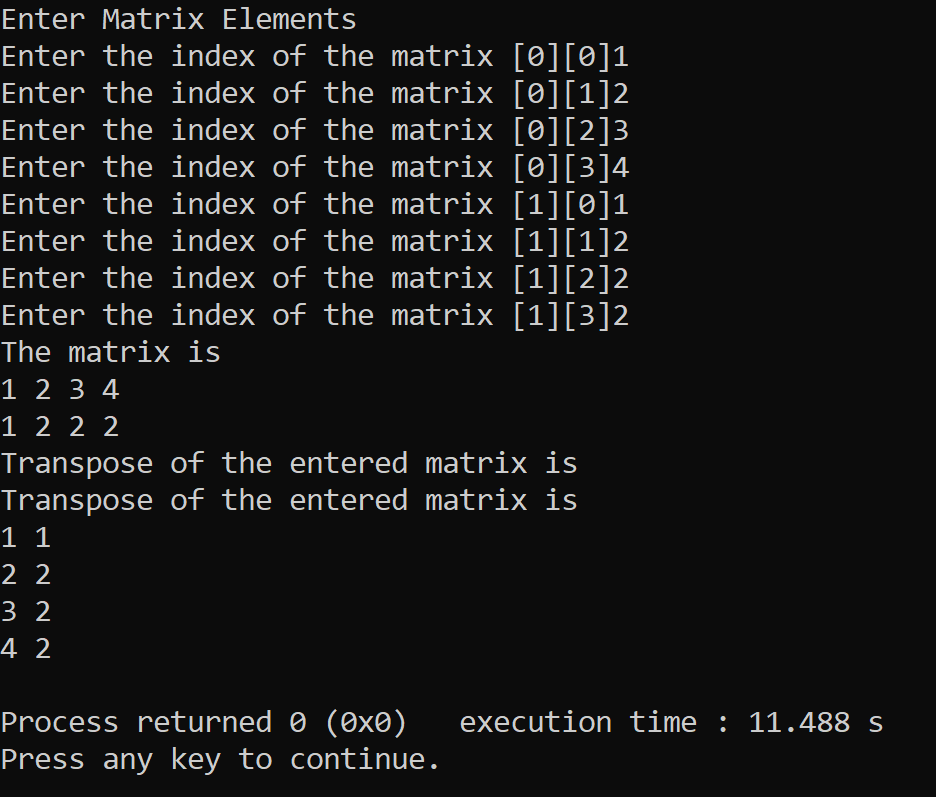 Enter Matrix Elements
Enter the index of the matrix [0][0]1
Enter the index of the matrix [0][1]2
Enter the index of the matrix [0][2]3
Enter the index of the matrix [0][3]4
Enter the index of the matrix [1][0]1
Enter the index of the matrix [1][1]2
Enter the index of the matrix [1][2]2
Enter the index of the matrix [1][3]2
The matrix is
1 2 3 4
1 2 2 2
Transpose of the entered matrix is
Transpose of the entered matrix is
1 1
2 2
3 2
4 2
Process returned 0 (0x0)   execution time : 11.488 s
Press any key to continue.